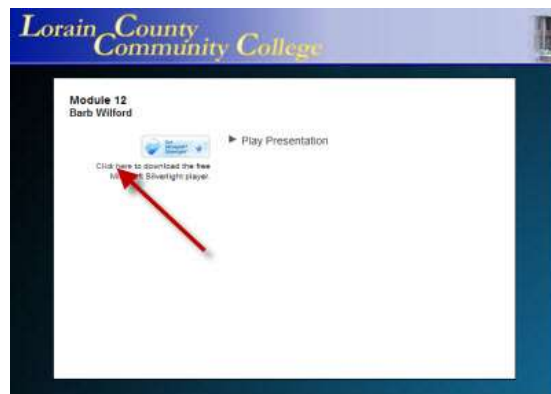 Lorain County
Community College
Module 12
Barb Wilford
Play Presentation
Click here to download the free
Silverlight player.